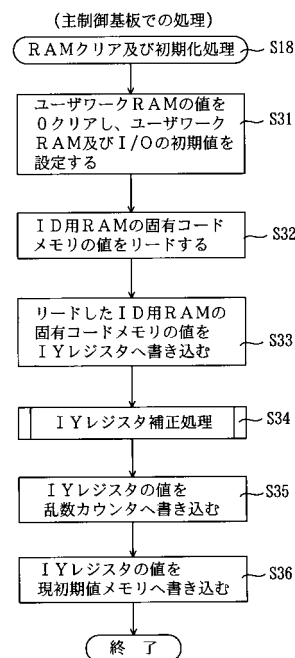 (主制御基板での処理)
RAMクリア及び初期化処理
S18
ユーザワークRAMの値を
0クリアし、ユーザワーク
RAM及びI/Oの初期値を
設定する
S31
ID用RAMの固有コード
メモリの値をリードする
S32
リードしたID用RAMの
固有コードメモリの値を
IYレジスタへ書き込む
S33
IYレジスタ補正処理
S34
IYレジスタの値を
乱数カウンタへ書き込む
S35
IYレジスタの値を
現初期値メモリへ書き込む
S36
終 了